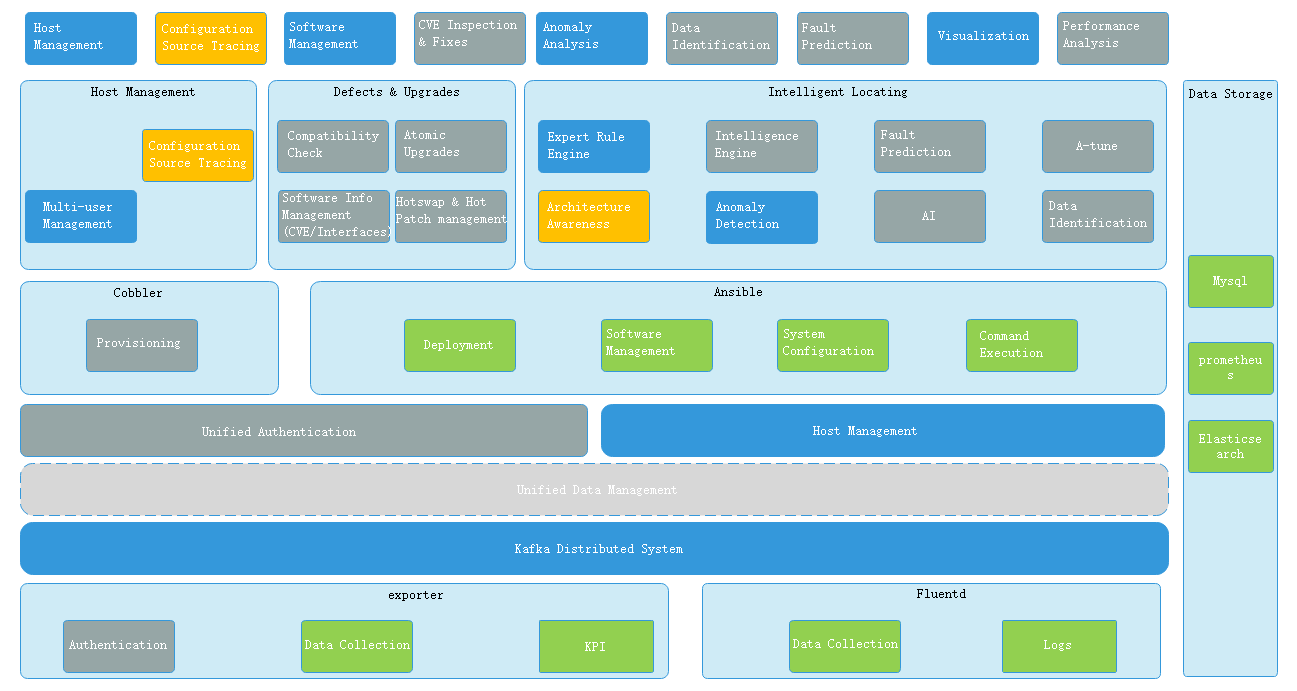 Host
Management
Configuration
Source Tracing
Software
Management
CVE Inspection
& Fixes
Anomaly
Analysis
Data
Identification
Fault
Prediction
Visualization
Performance
Analysis
Host Management
Configuration
Source Tracing
Multi-user
Management
Defects & Upgrades
Compatibility
Check
Atomic
Upgrades
Software Info
Management
(CVE/Interfaces)
Hotswap & Hot
Patch management
Intelligent Locating
Expert Rule
Engine
Intelligence
Engine
Fault
Prediction
A-tune
Architecture
Awareness
Anomaly
Detection
AI
Data
Identification
Data Storage
Mysql
prometheu
s
Elasticse
arch
Cobbler
Provisioning
Ansible
Deployment
Software
Management
System
Configuration
Command
Execution
Unified Authentication
Host Management
Unified Data Management
Kafka Distributed System
exporter
Authentication
Data Collection
KPI
Fluentd
Data Collection
Logs